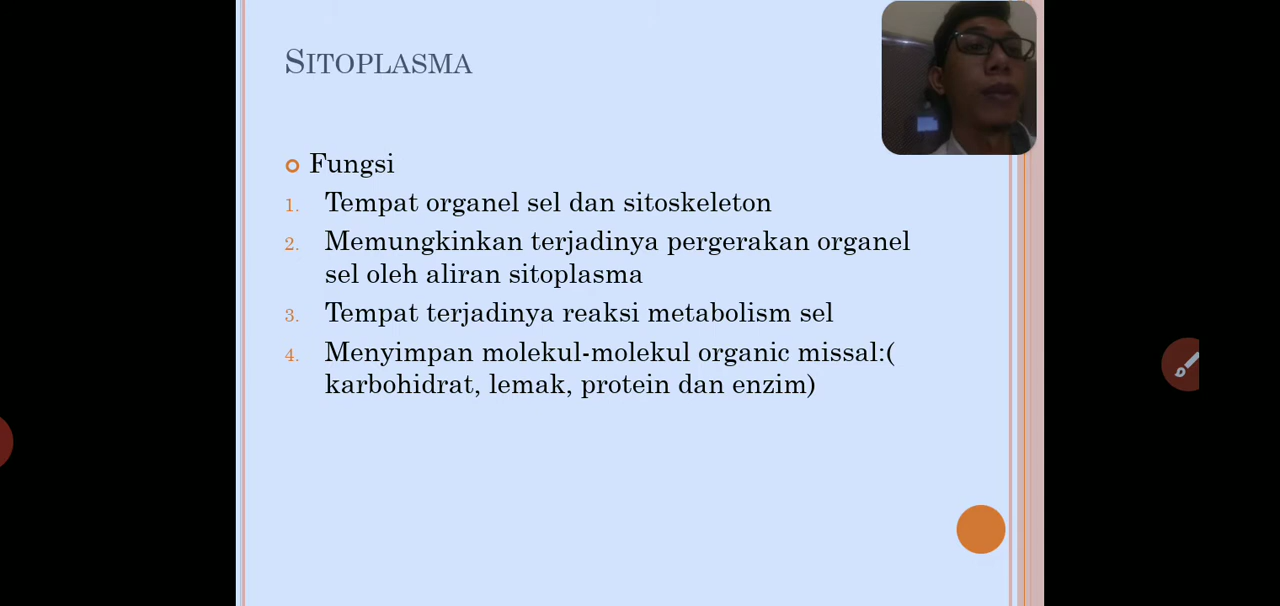 SITOPLASMA
Fungsi
1. Tempat organel sel dan sitoskeleton
2. Memungkinkan terjadinya pergerakan organel
sel oleh aliran sitoplasma
3. Tempat terjadinya reaksi metabolism sel
4. Menyimpan molekul-molekul organic missal:(
karbohidrat, lemak, protein dan enzim)